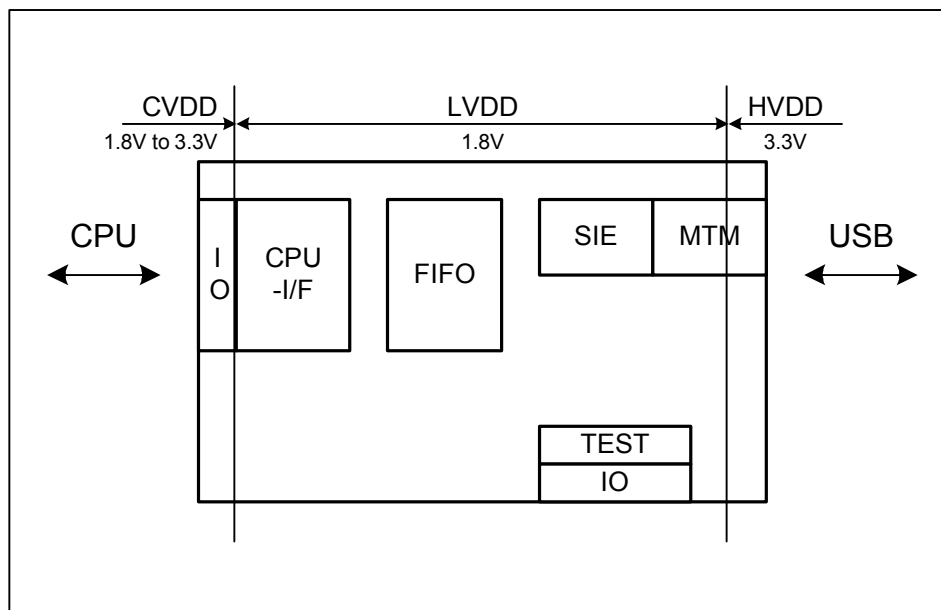 CVDD
LVDD
HVDD
1.8V to 3.3V
1.8V
3.3V
CPU
I
O
CPU
-I/F
FIFO
SIE
MTM
USB
TEST
IO